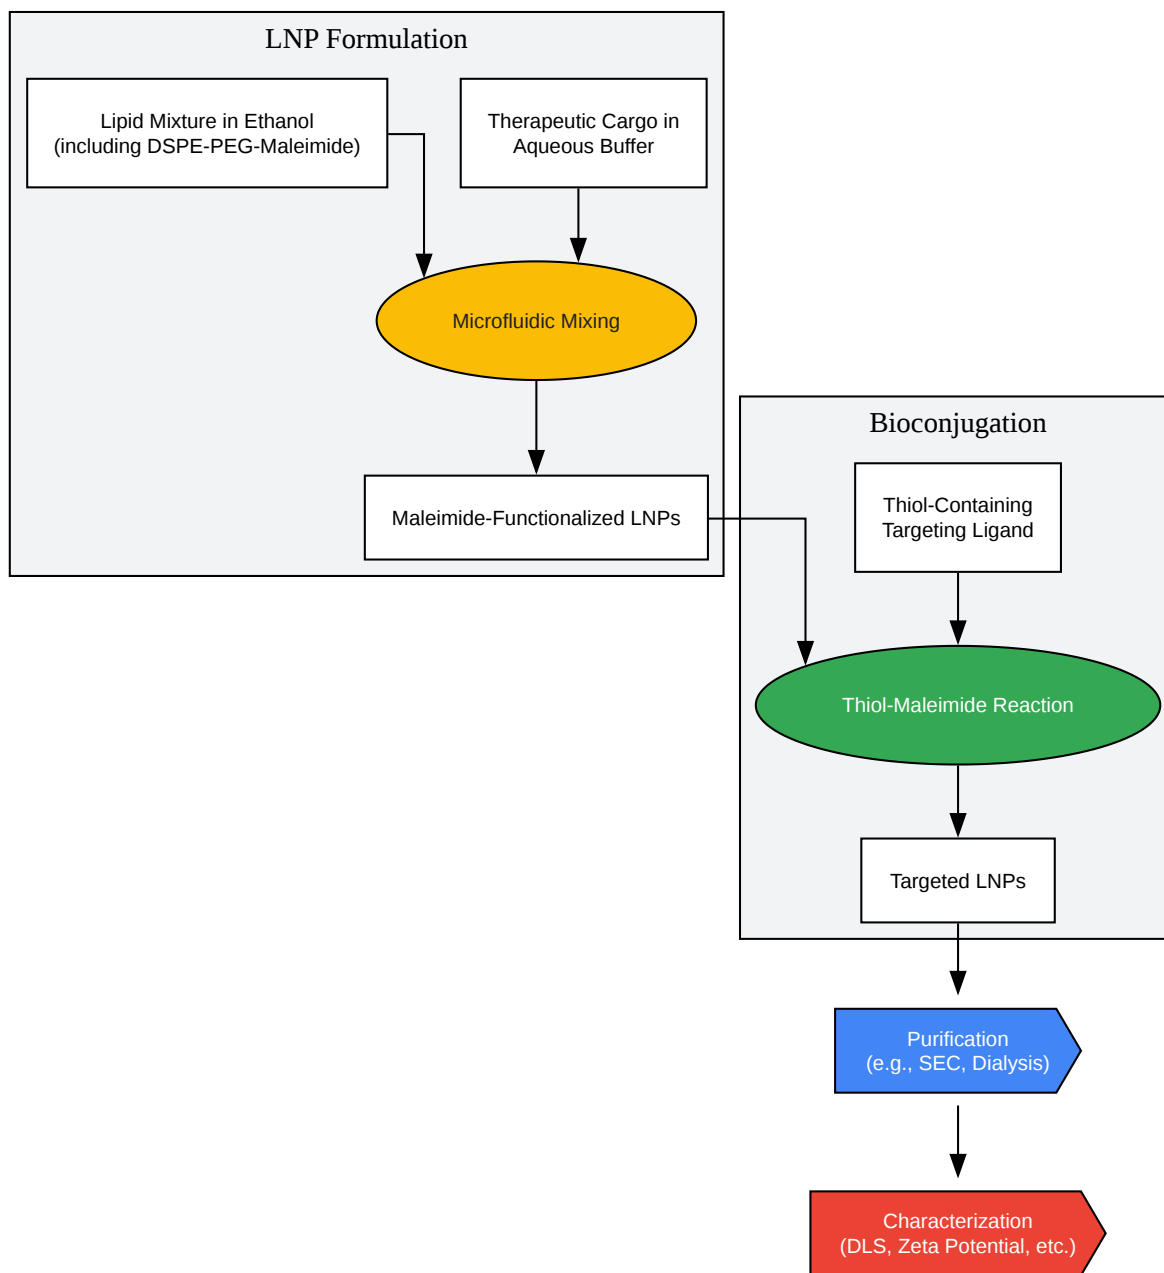 LNP Formulation
Lipid Mixture in Ethanol
(including DSPE-PEG-Maleimide)
Therapeutic Cargo in
Aqueous Buffer
Microfluidic Mixing
Maleimide-Functionalized LNPs
Bioconjugation
Thiol-Containing
Targeting Ligand
Thiol-Maleimide Reaction
Targeted LNPs
Purification
(e.g., SEC, Dialysis)
Characterization
(DLS, Zeta Potential, etc.)